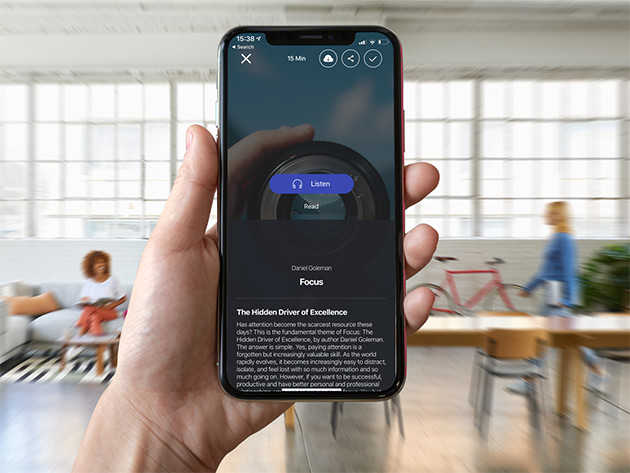 15:38
Search
15 Min
Listen
Read
Daniel Goleman
Focus
The Hidden Driver of Excellence
Has attention become the scarcest resource these
days? This is the fundamental theme of Focus: The
Hidden Driver of Excellence, by author Daniel Goleman.
The answer is simple. Yes, paying attention is a
forgotten but increasingly valuable skill. As the world
rapidly evolves, it becomes increasingly easy to distract,
isolate, and feel lost with so much information and so
much going on. However, if you want to be successful,
productive and have better personal and professional